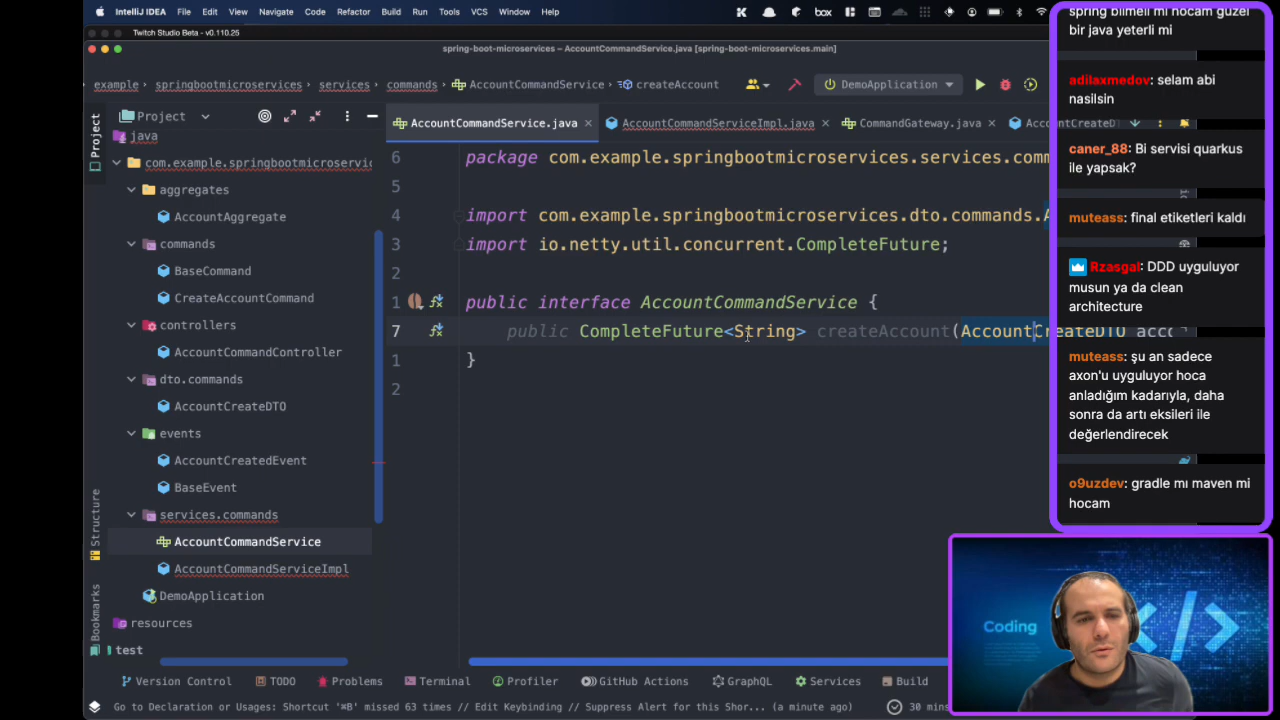 IntelliJ IDEA File Edit View Navigate Code Refactor Build Run Tools VCS Window Help
box
Twitch Studio Beta - v0.110.25
spring-boot-microservices – AccountCommandService.java [spring-boot-microservices.main]
example › springbootmicroservices › services › commands › AccountCommandService › createAccount
DemoApplication
Project
Project
AccountCommandService.java
AccountCommandServiceImpl.java
CommandGateway.java
AccountCreateD
java
com.example.springbootmicroservic
aggregates
AccountAggregate
commands
BaseCommand
CreateAccountCommand
controllers
AccountCommandController
dto.commands
AccountCreateDTO
events
AccountCreatedEvent
BaseEvent
services.commands
AccountCommandService
AccountCommandServiceImpl
DemoApplication
resources
test
Structure
Bookmarks
6 package com.example.springbootmicroservices.services.comm
5
4 import com.example.springbootmicroservices.dto.commands.A
3 import io.netty.util.concurrent.CompleteFuture;
2
1 public interface AccountCommandService {
7 public CompleteFuture<String> createAccount(AccountCreateDTO acco
1 }
2
Version Control TODO Problems Terminal Profiler GitHub Actions GraphQL Services Build
Go to Declaration or Usages: Shortcut '⌘B' missed 63 times // Edit Keybinding // Suppress Alert for this Shor... (a minute ago)
30 mins
spring bilmeli mi hocam güzel
bir java yeterli mi
adilaxmedov: selam abi
nasilsin
caner_88: Bi servisi quarkus
ile yapsak?
muteass: final etiketleri kaldı
Rzasgal: DDD uyguluyor
musun ya da clean
architecture
muteass: şu an sadece
axon'u uyguluyor hoca
anladığım kadarıyla, daha
sonra da artı eksileri ile
değerlendirecek
o9uzdev: gradle mı maven mi
hocam
Coding